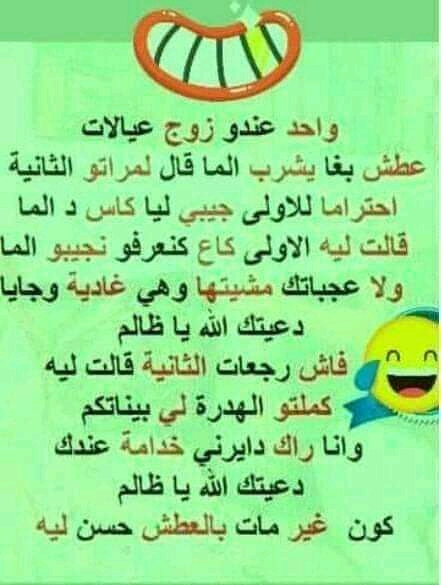 واحد عندو زوج عيالات
عطش بغا يشرب الما قال لمراتو الثانية
احتراما للاولى جيبي ليا كاس د الما
قالت ليه الاولى كاع كنعرفو نجيبو الما
ولا عجباتك مشيتها وهي غادية وجايا
دعيتك الله يا ظالم
فاش رجعات الثانية قالت ليه
كملتو الهدرة لي بيناتكم
وانا راك دايرني خدامة عندك
دعيتك الله يا ظالم
كون غير مات بالعطش حسن ليه